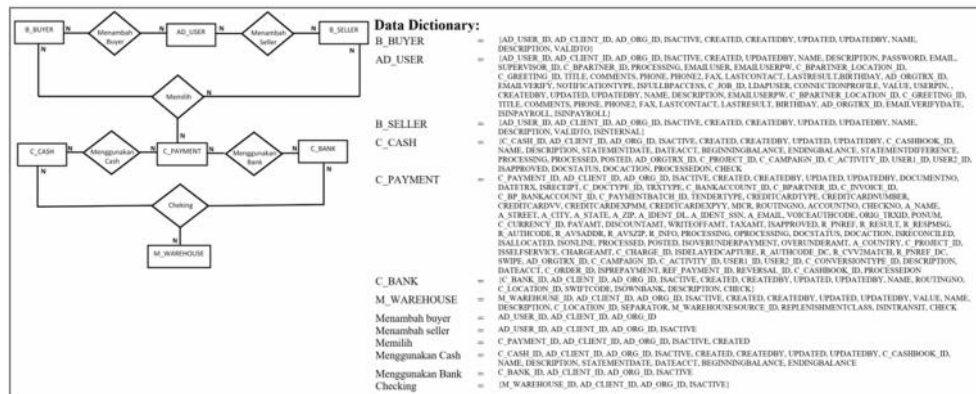 B_BUYER N Menambah Buyer N AD_USER N Menambah Seller N B_SELLER
N N
Memilih
N
C_CASH N Menggunakan Cash N C_PAYMENT N Menggunakan Bank N C_BANK
N N
Cheking
N
M_WAREHOUSE
Data Dictionary:
B_BUYER = {AD_USER_ID, AD_CLIENT_ID, AD_ORG_ID, ISACTIVE, CREATED, CREATEDBY, UPDATED, UPDATEDBY, NAME,
DESCRIPTION, VALIDTO}
AD_USER = {AD_USER_ID, AD_CLIENT_ID, AD_ORG_ID, ISACTIVE, CREATED, UPDATEDBY, NAME, DESCRIPTION, PASSWORD, EMAIL,
SUPERVISOR_ID, C_BPARTNER_ID, PROCESSING, EMAILUSER, EMAILUSERPW, C_BPARTNER_LOCATION_ID,
C_GREETING_ID, TITLE, COMMENTS, PHONE, PHONE2, FAX, LASTCONTACT, LASTRESULT,BIRTHDAY, AD_ORGTRX_ID,
EMAILVERIFY, NOTIFICATIONTYPE, ISFULLBPACCESS, C_JOB_ID, LDAPUSER, CONNECTIONPROFILE, VALUE, USERPIN, ,
CREATEDBY, UPDATED, UPDATEDBY, NAME, DESCRIPTION, EMAILUSERPW, C_BPARTNER_LOCATION_ID, C_GREETING_ID,
TITLE, COMMENTS, PHONE, PHONE2, FAX, LASTCONTACT, LASTRESULT, BIRTHDAY, AD_ORGTRX_ID, EMAILVERIFYDATE,
ISINPAYROLL, ISINPAYROLL}
B_SELLER = {AD_USER_ID, AD_CLIENT_ID, AD_ORG_ID, ISACTIVE, CREATED, CREATEDBY, UPDATED, UPDATEDBY, NAME,
DESCRIPTION, VALIDTO, ISINTERNAL}
C_CASH = {C_CASH_ID, AD_CLIENT_ID, AD_ORG_ID, ISACTIVE, CREATED, CREATEDBY, UPDATED, UPDATEDBY, C_CASHBOOK_ID,
NAME, DESCRIPTION, STATEMENTDATE, DATEACCT, BEGINNINGBALANCE, ENDINGBALANCE, STATEMENTDIFFERENCE,
PROCESSING, PROCESSED, POSTED, AD_ORGTRX_ID, C_PROJECT_ID, C_CAMPAIGN_ID, C_ACTIVITY_ID, USER1_ID, USER2_ID,
ISAPPROVED, DOCSTATUS, DOCACTION, PROCESSEDON, CHECK
C_PAYMENT = C_PAYMENT_ID, AD_CLIENT_ID, AD_ORG_ID, ISACTIVE, CREATED, CREATEDBY, UPDATED, UPDATEDBY, DOCUMENTNO,
DATETRX, ISRECEIPT, C_DOCTYPE_ID, TRXTYPE, C_BANKACCOUNT_ID, C_BPARTNER_ID, C_INVOICE_ID,
C_BP_BANKACCOUNT_ID, C_PAYMENTBATCH_ID, TENDERTYPE, CREDITCARDTYPE, CREDITCARDNUMBER,
CREDITCARDVV, CREDITCARDEXPMM, CREDITCARDEXPYY, MICR, ROUTINGNO, ACCOUNTNO, CHECKNO, A_NAME,
A_STREET, A_CITY, A_STATE, A_ZIP, A_IDENT_DL, A_IDENT_SSN, A_EMAIL, VOICEAUTHCODE, ORIG_TRXID, PONUM,
C_CURRENCY_ID, PAYAMT, DISCOUNTAMT, WRITEOFFAMT, TAXAMT, ISAPPROVED, R_PNREF, R_RESULT, R_RESPMSG,
R_AUTHCODE, R_AVSADDR, R_AVSZIP, R_INFO, PROCESSING, OPROCESSING, DOCSTATUS, DOCACTION, ISRECONCILED,
ISALLOCATED, ISONLINE, PROCESSED, POSTED, ISOVERUNDERPAYMENT, OVERUNDERAMT, A_COUNTRY, C_PROJECT_ID,
ISSELFSERVICE, CHARGEAMT, C_CHARGE_ID, ISDELAYEDCAPTURE, R_AUTHCODE_DC, R_CVV2MATCH, R_PNREF_DC,
SWIPE, AD_ORGTRX_ID, C_CAMPAIGN_ID, C_ACTIVITY_ID, USER1_ID, USER2_ID, C_CONVERSIONTYPE_ID, DESCRIPTION,
DATEACCT, C_ORDER_ID, ISPREPAYMENT, REF_PAYMENT_ID, REVERSAL_ID, C_CASHBOOK_ID, PROCESSEDON
C_BANK = {C_BANK_ID, AD_CLIENT_ID, AD_ORG_ID, ISACTIVE, CREATED, CREATEDBY, UPDATED, UPDATEDBY, NAME, ROUTINGNO,
C_LOCATION_ID, SWIFTCODE, ISOWNBANK, DESCRIPTION, CHECK}
M_WAREHOUSE = M_WAREHOUSE_ID, AD_CLIENT_ID, AD_ORG_ID, ISACTIVE, CREATED, CREATEDBY, UPDATED, UPDATEDBY, VALUE, NAME,
DESCRIPTION, C_LOCATION_ID, SEPARATOR, M_WAREHOUSESOURCE_ID, REPLENISHMENTCLASS, ISINTRANSIT, CHECK
Menambah buyer = AD_USER_ID, AD_CLIENT_ID, AD_ORG_ID
Menambah seller = AD_USER_ID, AD_CLIENT_ID, AD_ORG_ID, ISACTIVE
Memilih = C_PAYMENT_ID, AD_CLIENT_ID, AD_ORG_ID, ISACTIVE, CREATED
Menggunakan Cash = C_CASH_ID, AD_CLIENT_ID, AD_ORG_ID, ISACTIVE, CREATED, CREATEDBY, UPDATED, UPDATEDBY, C_CASHBOOK_ID,
NAME, DESCRIPTION, STATEMENTDATE, DATEACCT, BEGINNINGBALANCE, ENDINGBALANCE
Menggunakan Bank = C_BANK_ID, AD_CLIENT_ID, AD_ORG_ID, ISACTIVE
Checking = {M_WAREHOUSE_ID, AD_CLIENT_ID, AD_ORG_ID, ISACTIVE}